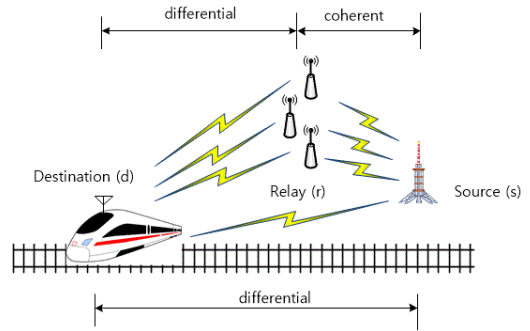 differential
coherent
Destination (d)
Relay (r)
Source (s)
differential